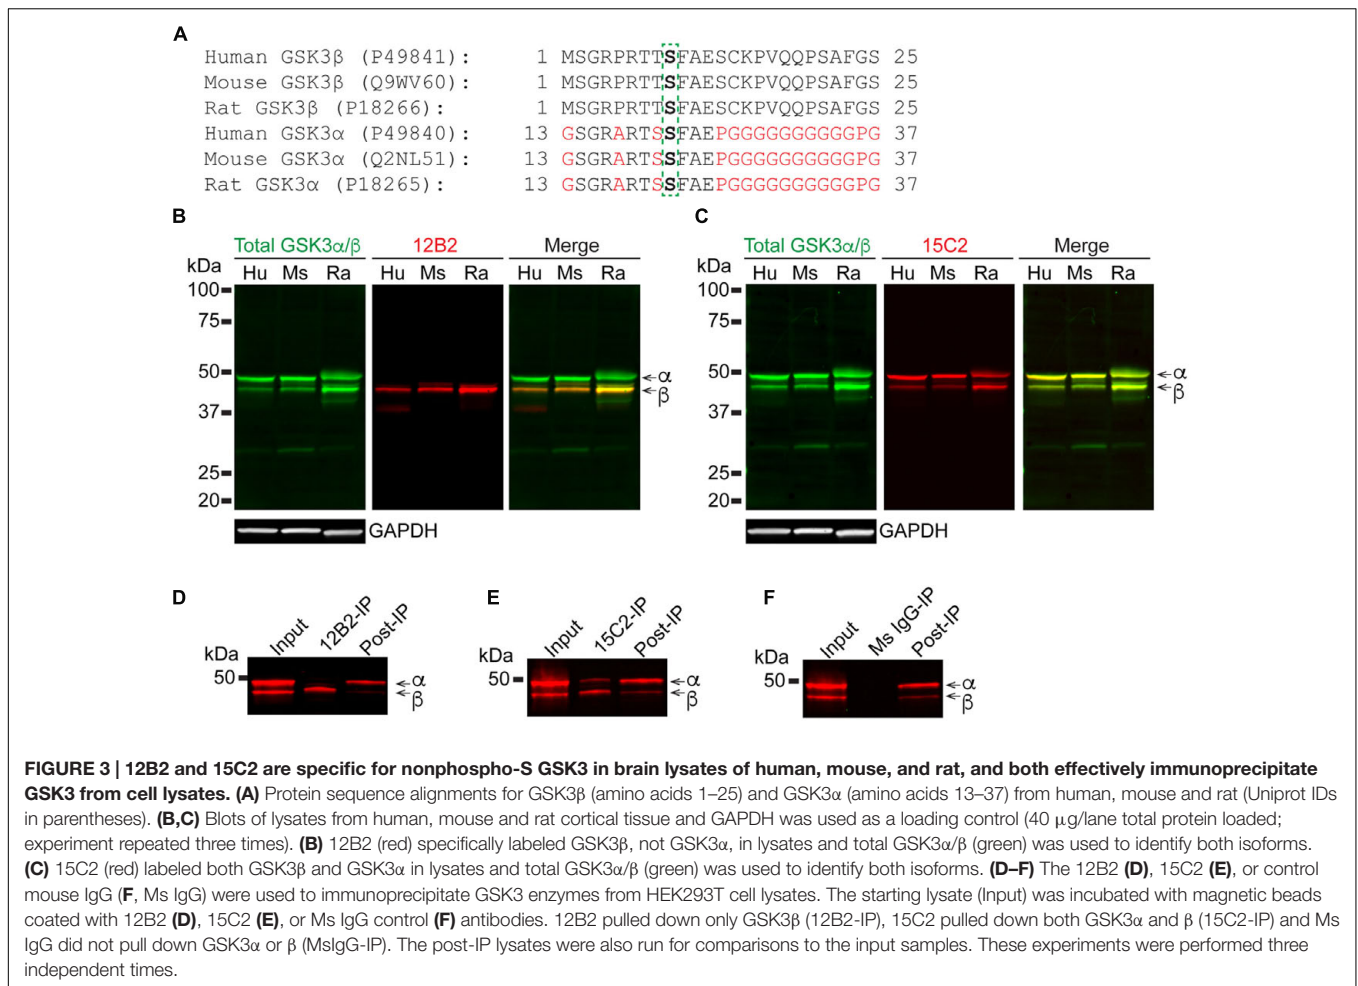 A
Human GSK3β (P49841): 1 MSGRPRTTSFAESCKPVQQPSAFGS 25
Mouse GSK3β (Q9WV60): 1 MSGRPRTTSFAESCKPVQQPSAFGS 25
Rat GSK3β (P18266): 1 MSGRPRTTSFAESCKPVQQPSAFGS 25
Human GSK3α (P49840): 13 GSGRARTSSFAEPGGGGGGGGGGPG 37
Mouse GSK3α (Q2NL51): 13 GSGRARTSSFAEPGGGGGGGGGGPG 37
Rat GSK3α (P18265): 13 GSGRARTSSFAEPGGGGGGGGGGPG 37
B
Total GSK3α/β 12B2 Merge
kDa Hu Ms Ra Hu Ms Ra Hu Ms Ra
100
75
50
←α
←β
37
25
20
GAPDH
C
Total GSK3α/β 15C2 Merge
kDa Hu Ms Ra Hu Ms Ra Hu Ms Ra
100
75
50
←α
←β
37
25
20
GAPDH
D
Input 12B2-IP Post-IP
kDa
50
←α
←β
E
Input 15C2-IP Post-IP
kDa
50
←α
←β
F
Input Ms IgG-IP Post-IP
kDa
50
←α
←β
FIGURE 3 | 12B2 and 15C2 are specific for nonphospho-S GSK3 in brain lysates of human, mouse, and rat, and both effectively immunoprecipitate
GSK3 from cell lysates. (A) Protein sequence alignments for GSK3β (amino acids 1–25) and GSK3α (amino acids 13–37) from human, mouse and rat (Uniprot IDs
in parentheses). (B,C) Blots of lysates from human, mouse and rat cortical tissue and GAPDH was used as a loading control (40 μg/lane total protein loaded;
experiment repeated three times). (B) 12B2 (red) specifically labeled GSK3β, not GSK3α, in lysates and total GSK3α/β (green) was used to identify both isoforms.
(C) 15C2 (red) labeled both GSK3β and GSK3α in lysates and total GSK3α/β (green) was used to identify both isoforms. (D–F) The 12B2 (D), 15C2 (E), or control
mouse IgG (F, Ms IgG) were used to immunoprecipitate GSK3 enzymes from HEK293T cell lysates. The starting lysate (Input) was incubated with magnetic beads
coated with 12B2 (D), 15C2 (E), or Ms IgG control (F) antibodies. 12B2 pulled down only GSK3β (12B2-IP), 15C2 pulled down both GSK3α and β (15C2-IP) and Ms
IgG did not pull down GSK3α or β (MsIgG-IP). The post-IP lysates were also run for comparisons to the input samples. These experiments were performed three
independent times.